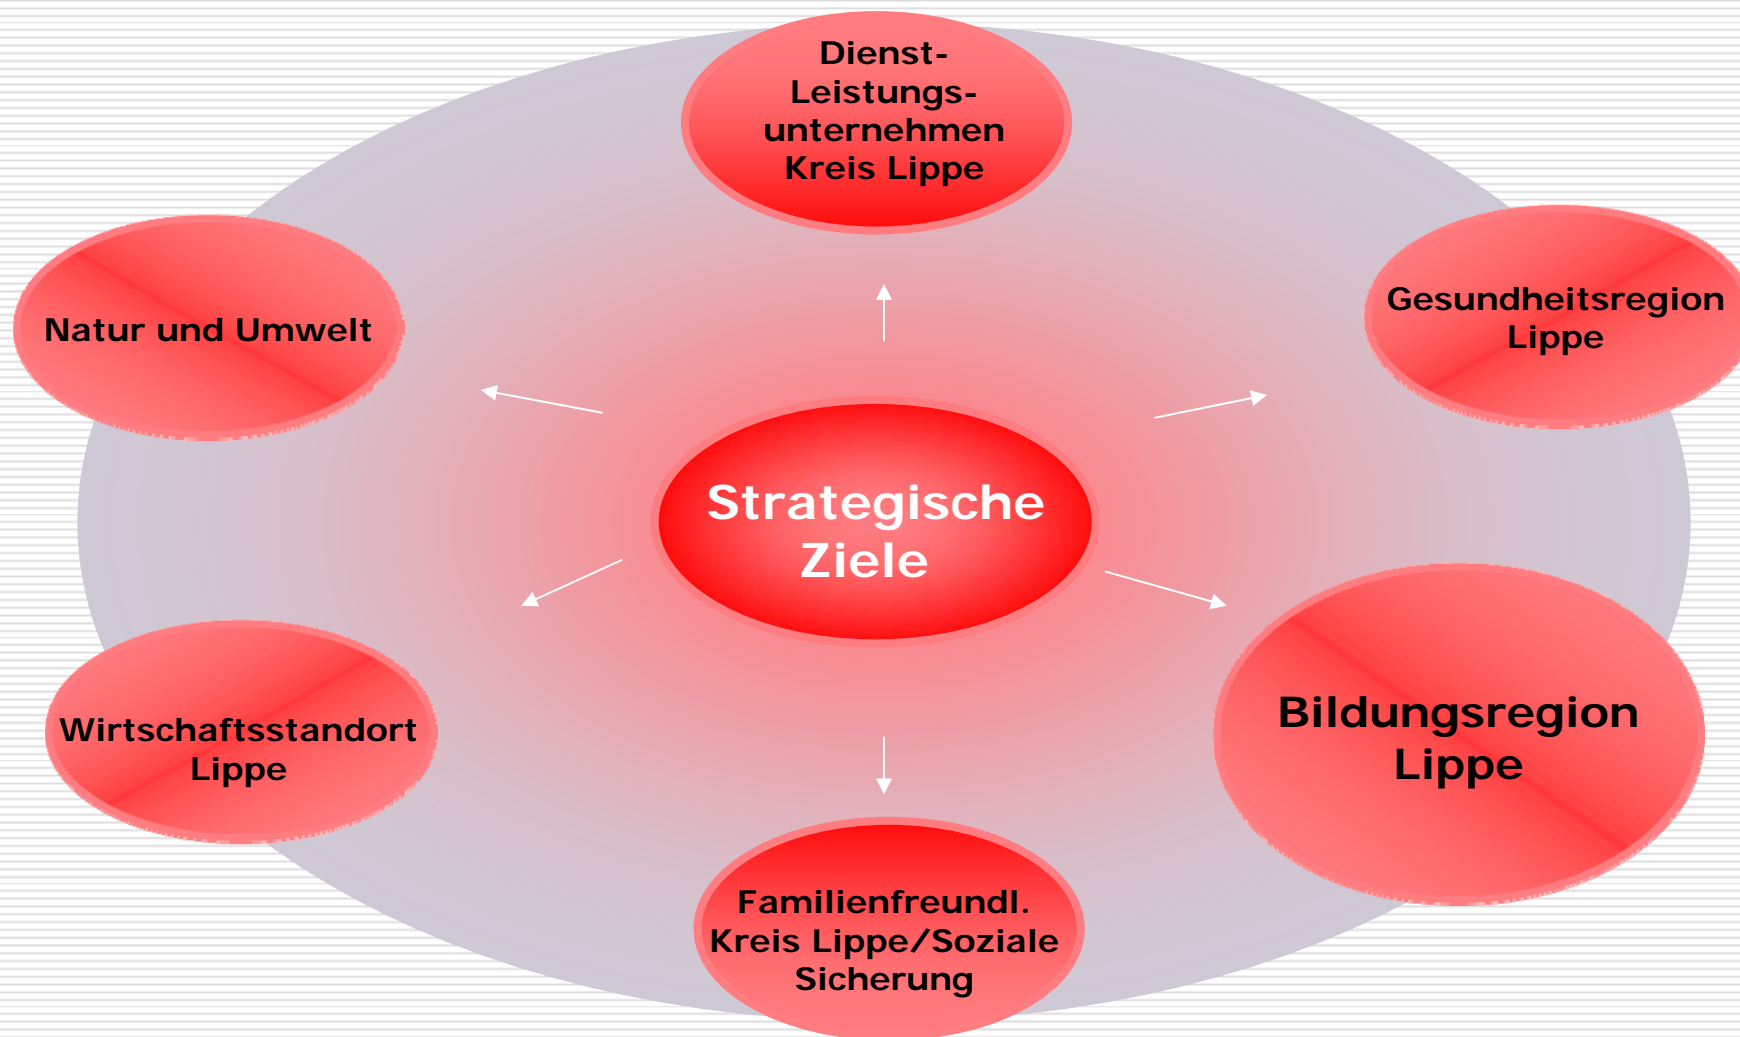 Dienst-
Leistungs-
unternehmen
Kreis Lippe
Natur und Umwelt
Gesundheitsregion
Lippe
Strategische
Ziele
Wirtschaftsstandort
Lippe
Bildungsregion
Lippe
Familienfreundl.
Kreis Lippe/Soziale
Sicherung